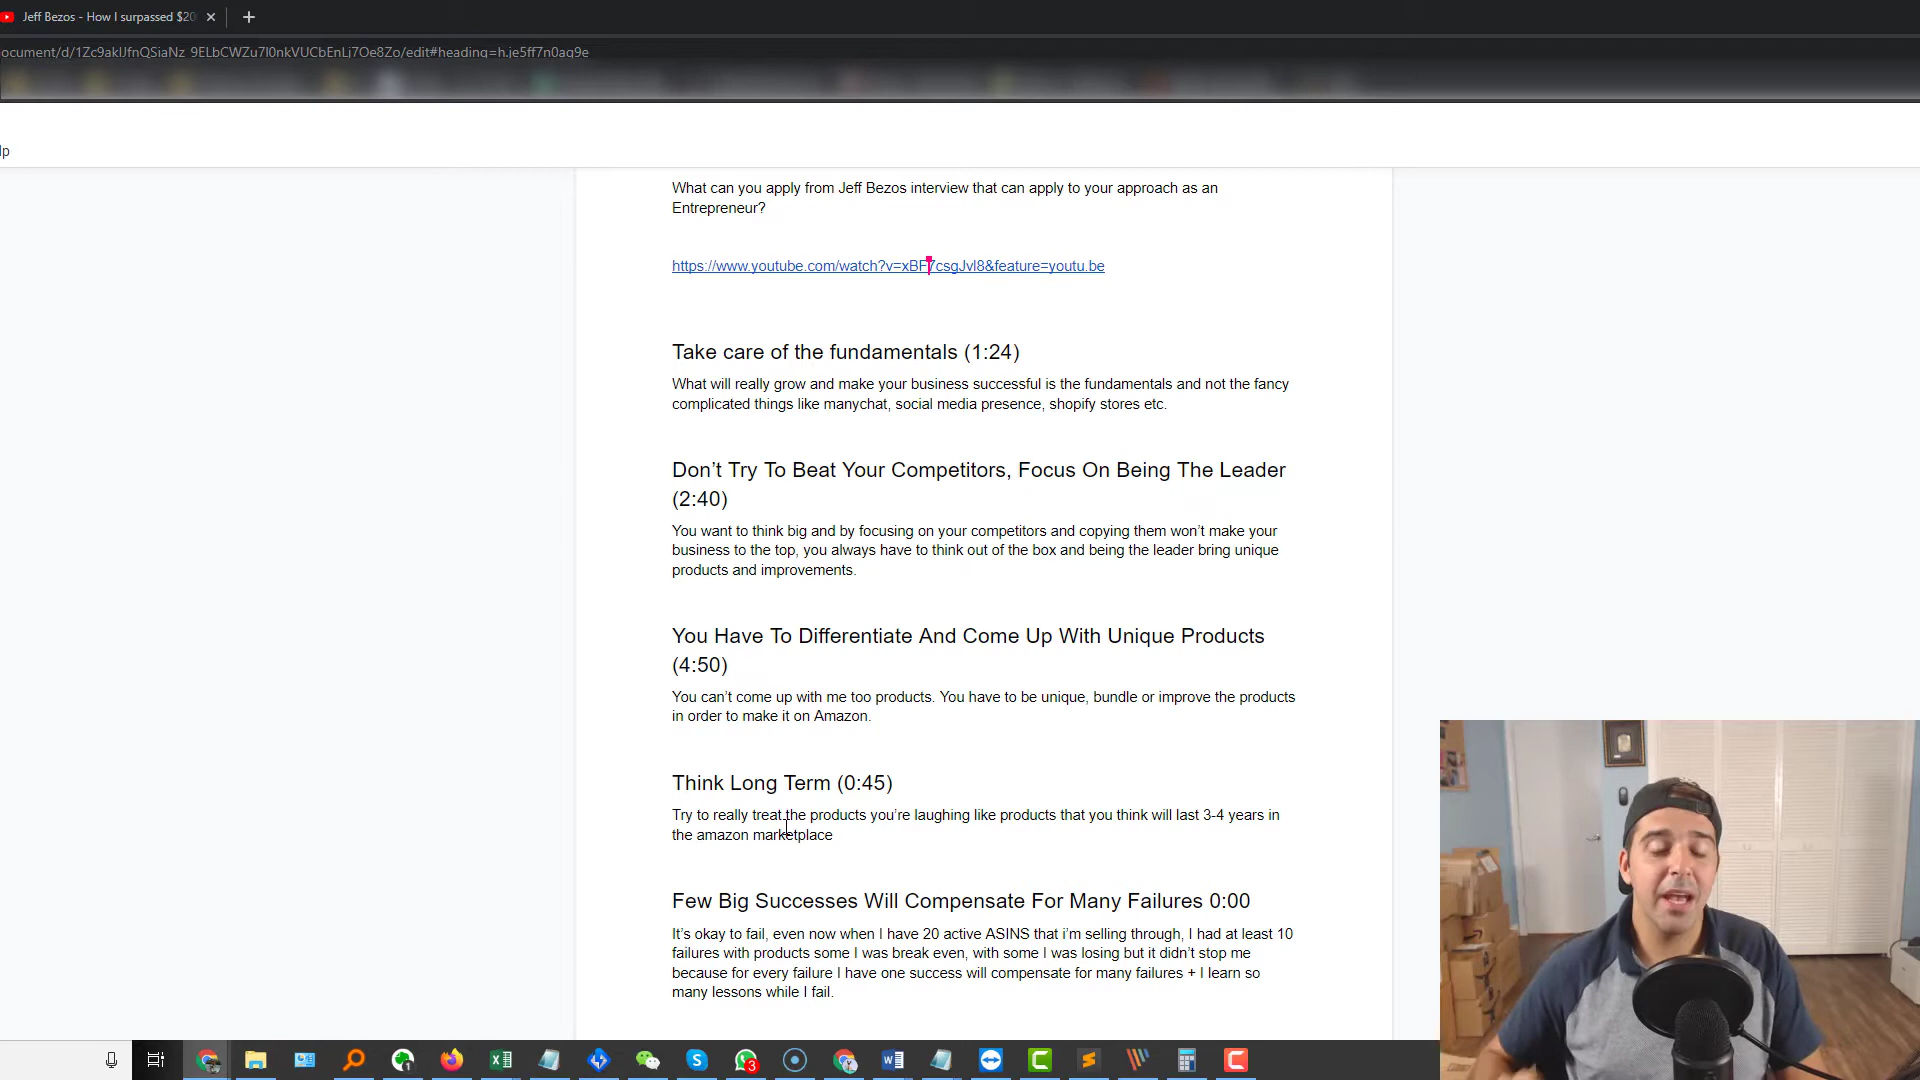 Jeff Bezos - How I surpassed $20
ocument/d/1Zc9aklJfnQSiaNz_9ELbCWZu7I0nkVUCbEnLj7Oe8Zo/edit#heading=h.je5ff7n0aq9e
lp
What can you apply from Jeff Bezos interview that can apply to your approach as an
Entrepreneur?
https://www.youtube.com/watch?v=xBF7csgJvl8&feature=youtu.be
Take care of the fundamentals (1:24)
What will really grow and make your business successful is the fundamentals and not the fancy
complicated things like manychat, social media presence, shopify stores etc.
Don't Try To Beat Your Competitors, Focus On Being The Leader
(2:40)
You want to think big and by focusing on your competitors and copying them won't make your
business to the top, you always have to think out of the box and being the leader bring unique
products and improvements.
You Have To Differentiate And Come Up With Unique Products
(4:50)
You can't come up with me too products. You have to be unique, bundle or improve the products
in order to make it on Amazon.
Think Long Term (0:45)
Try to really treat the products you're laughing like products that you think will last 3-4 years in
the amazon marketplace
Few Big Successes Will Compensate For Many Failures 0:00
It's okay to fail, even now when I have 20 active ASINS that i'm selling through, I had at least 10
failures with products some I was break even, with some I was losing but it didn't stop me
because for every failure I have one success will compensate for many failures + I learn so
many lessons while I fail.